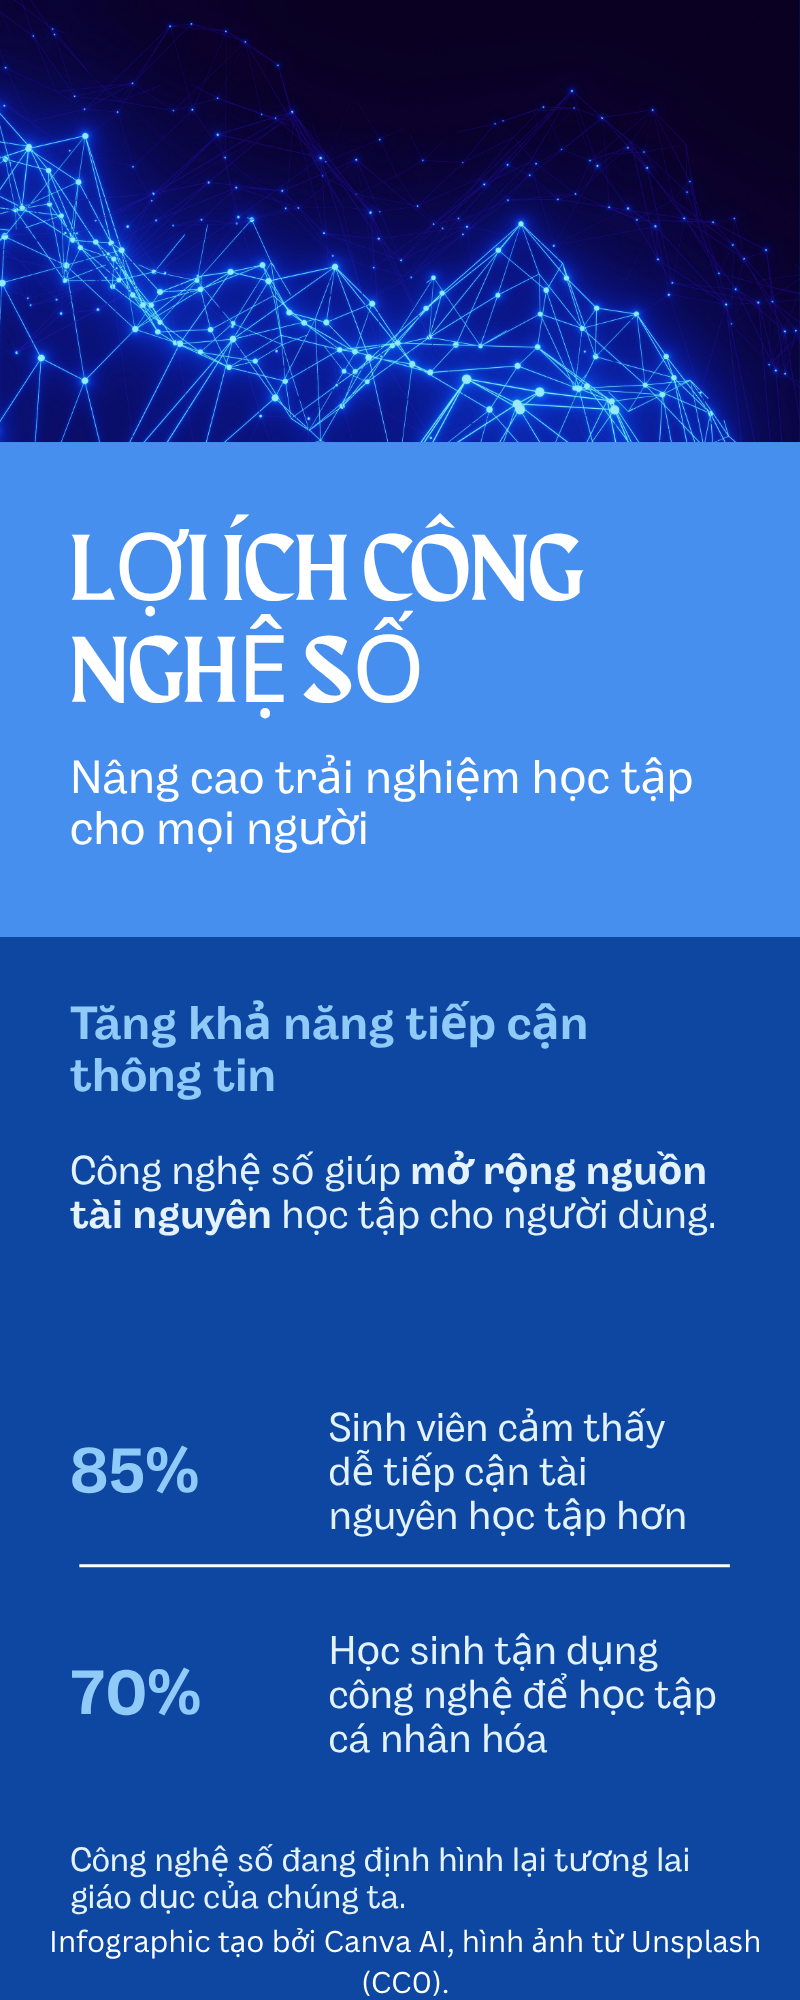 LỢI ÍCH CÔNG
NGHỆ SỐ
Nâng cao trải nghiệm học tập
cho mọi người
Tăng khả năng tiếp cận
thông tin
Công nghệ số giúp mở rộng nguồn
tài nguyên học tập cho người dùng.
85%
Sinh viên cảm thấy
dễ tiếp cận tài
nguyên học tập hơn
70%
Học sinh tận dụng
công nghệ để học tập
cá nhân hóa
Công nghệ số đang định hình lại tương lai
giáo dục của chúng ta.
Infographic tạo bởi Canva AI, hình ảnh từ Unsplash
(CC0).